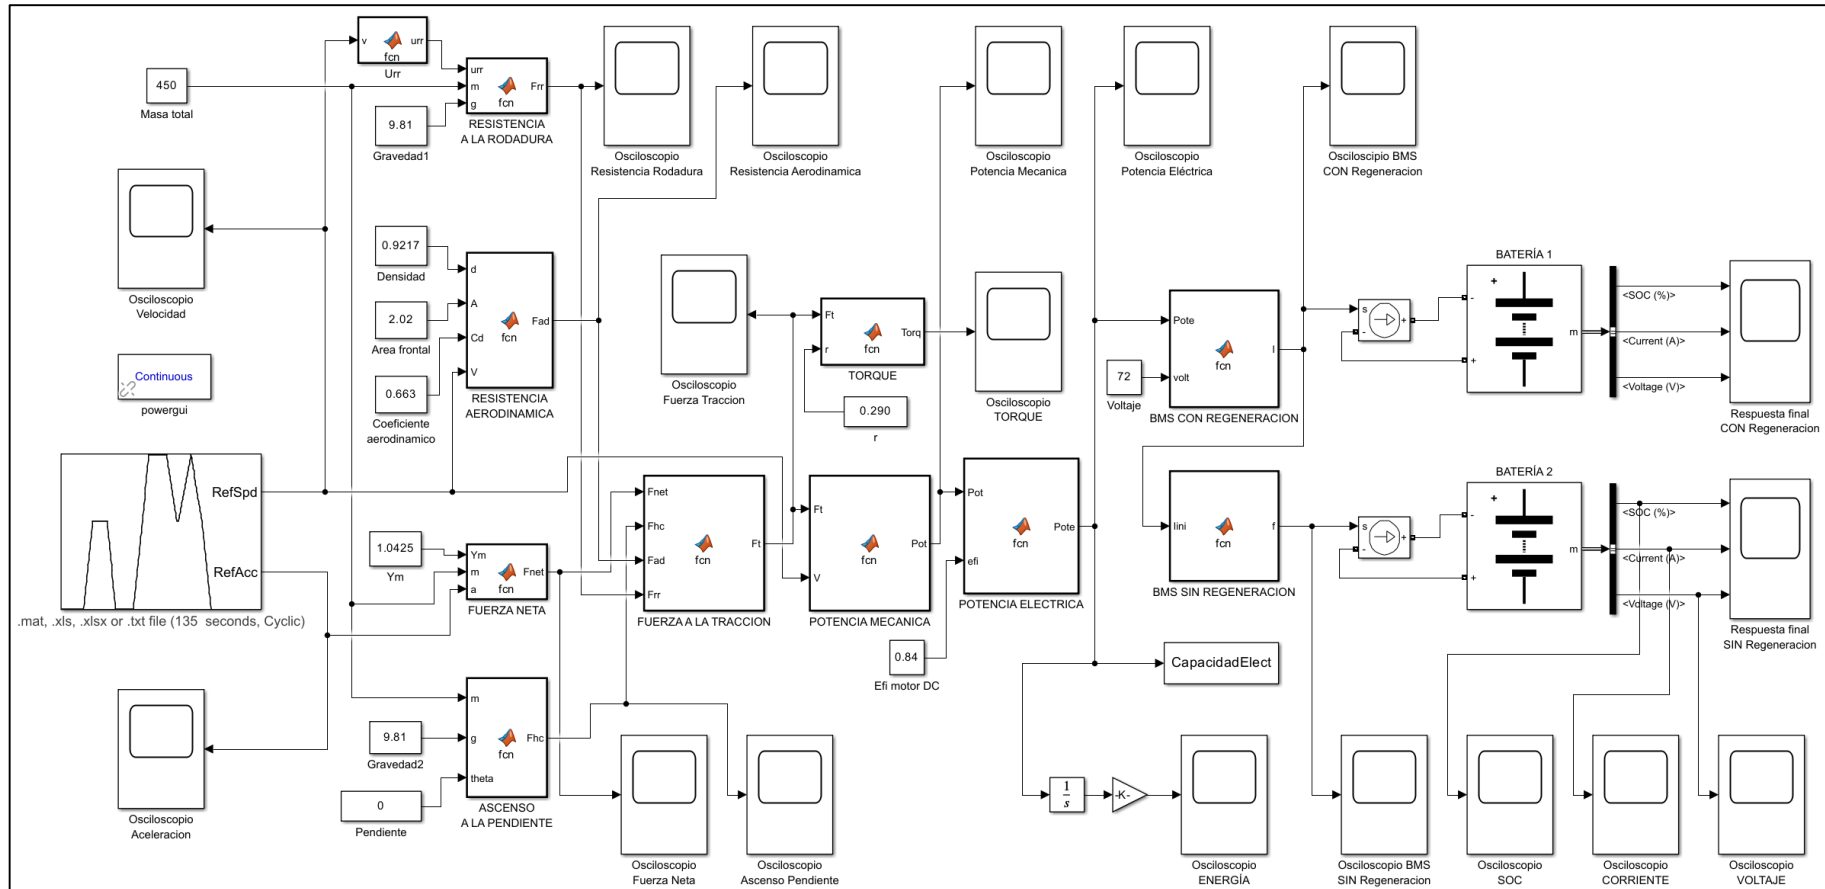 v
urr
fcn
Urr
450
Masa total
urr
m
g
Frr
fcn
RESISTENCIA
A LA RODADURA
9.81
Gravedad1
Osciloscopio
Resistencia Rodadura
Osciloscopio
Resistencia Aerodinamica
Osciloscopio
Potencia Mecanica
Osciloscopio
Potencia Eléctrica
Osciloscipio BMS
CON Regeneracion
Osciloscopio
Velocidad
0.9217
Densidad
2.02
Area frontal
0.663
Coeficiente
aerodinamico
d
A
Cd
V
Fad
fcn
RESISTENCIA
AERODINAMICA
Osciloscopio
Fuerza Traccion
Ft
r
Torq
fcn
TORQUE
0.290
r
Osciloscopio
TORQUE
72
Voltaje
Pote
volt
I
fcn
BMS CON REGENERACION
s
-
+
BATERÍA 1
+
-
+
m
<SOC (%)>
<Current (A)>
<Voltage (V)>
Respuesta final
CON Regeneracion
Continuous
powergui
RefSpd
RefAcc
.mat, .xls, .xlsx or .txt file (135 seconds, Cyclic)
1.0425
Ym
Ym
m
a
Fnet
fcn
FUERZA NETA
Fnet
Fhc
Fad
Frr
Ft
fcn
FUERZA A LA TRACCION
Ft
V
Pot
fcn
POTENCIA MECANICA
Pot
efi
Pote
fcn
POTENCIA ELECTRICA
0.84
Efi motor DC
Iini
f
fcn
BMS SIN REGENERACION
s
-
+
BATERÍA 2
+
-
+
m
<SOC (%)>
<Current (A)>
<Voltage (V)>
Respuesta final
SIN Regeneracion
CapacidadElect
Osciloscopio
Aceleracion
9.81
Gravedad2
0
Pendiente
m
g
theta
Fhc
fcn
ASCENSO
A LA PENDIENTE
Osciloscopio
Fuerza Neta
Osciloscopio
Ascenso Pendiente
1
s
-K-
Osciloscopio
ENERGÍA
Osciloscipio BMS
SIN Regeneracion
Osciloscopio
SOC
Osciloscopio
CORRIENTE
Osciloscopio
VOLTAJE